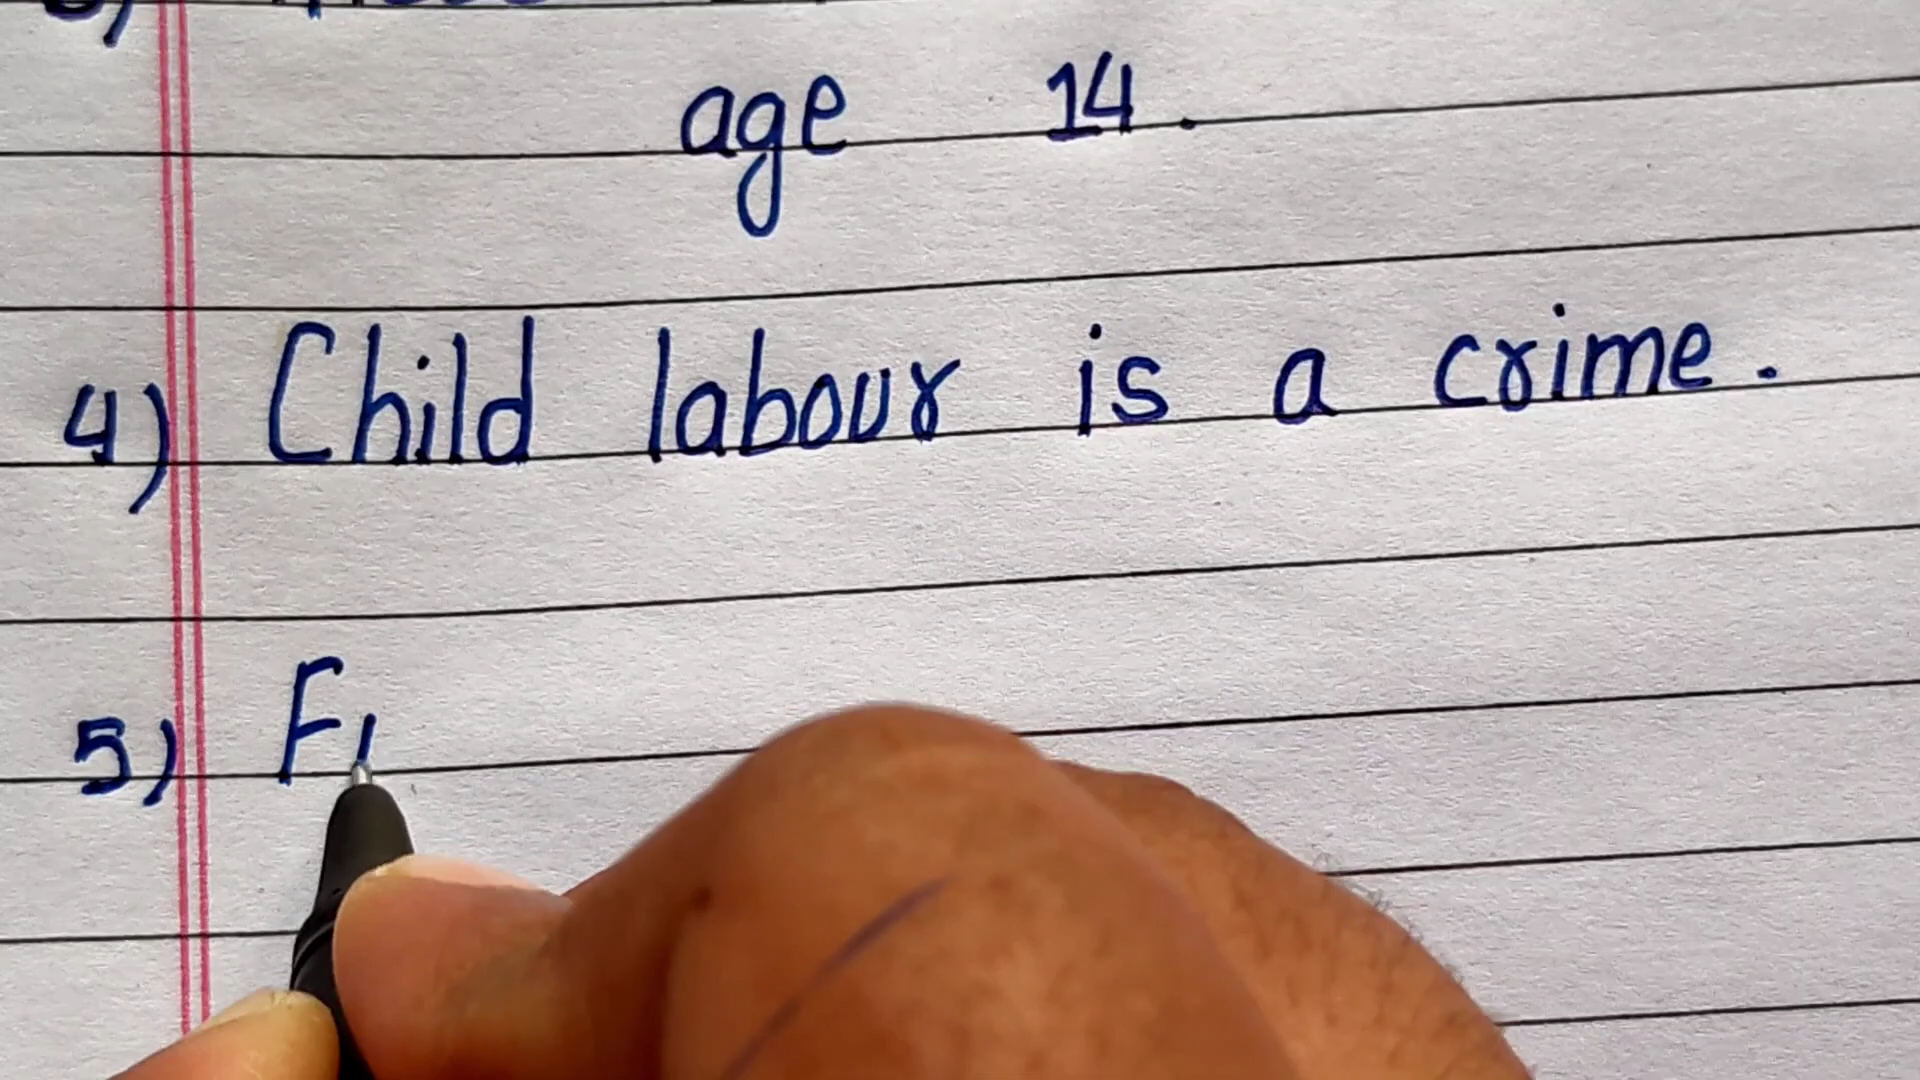 age 14.
4) Child labour is a crime.
5) F